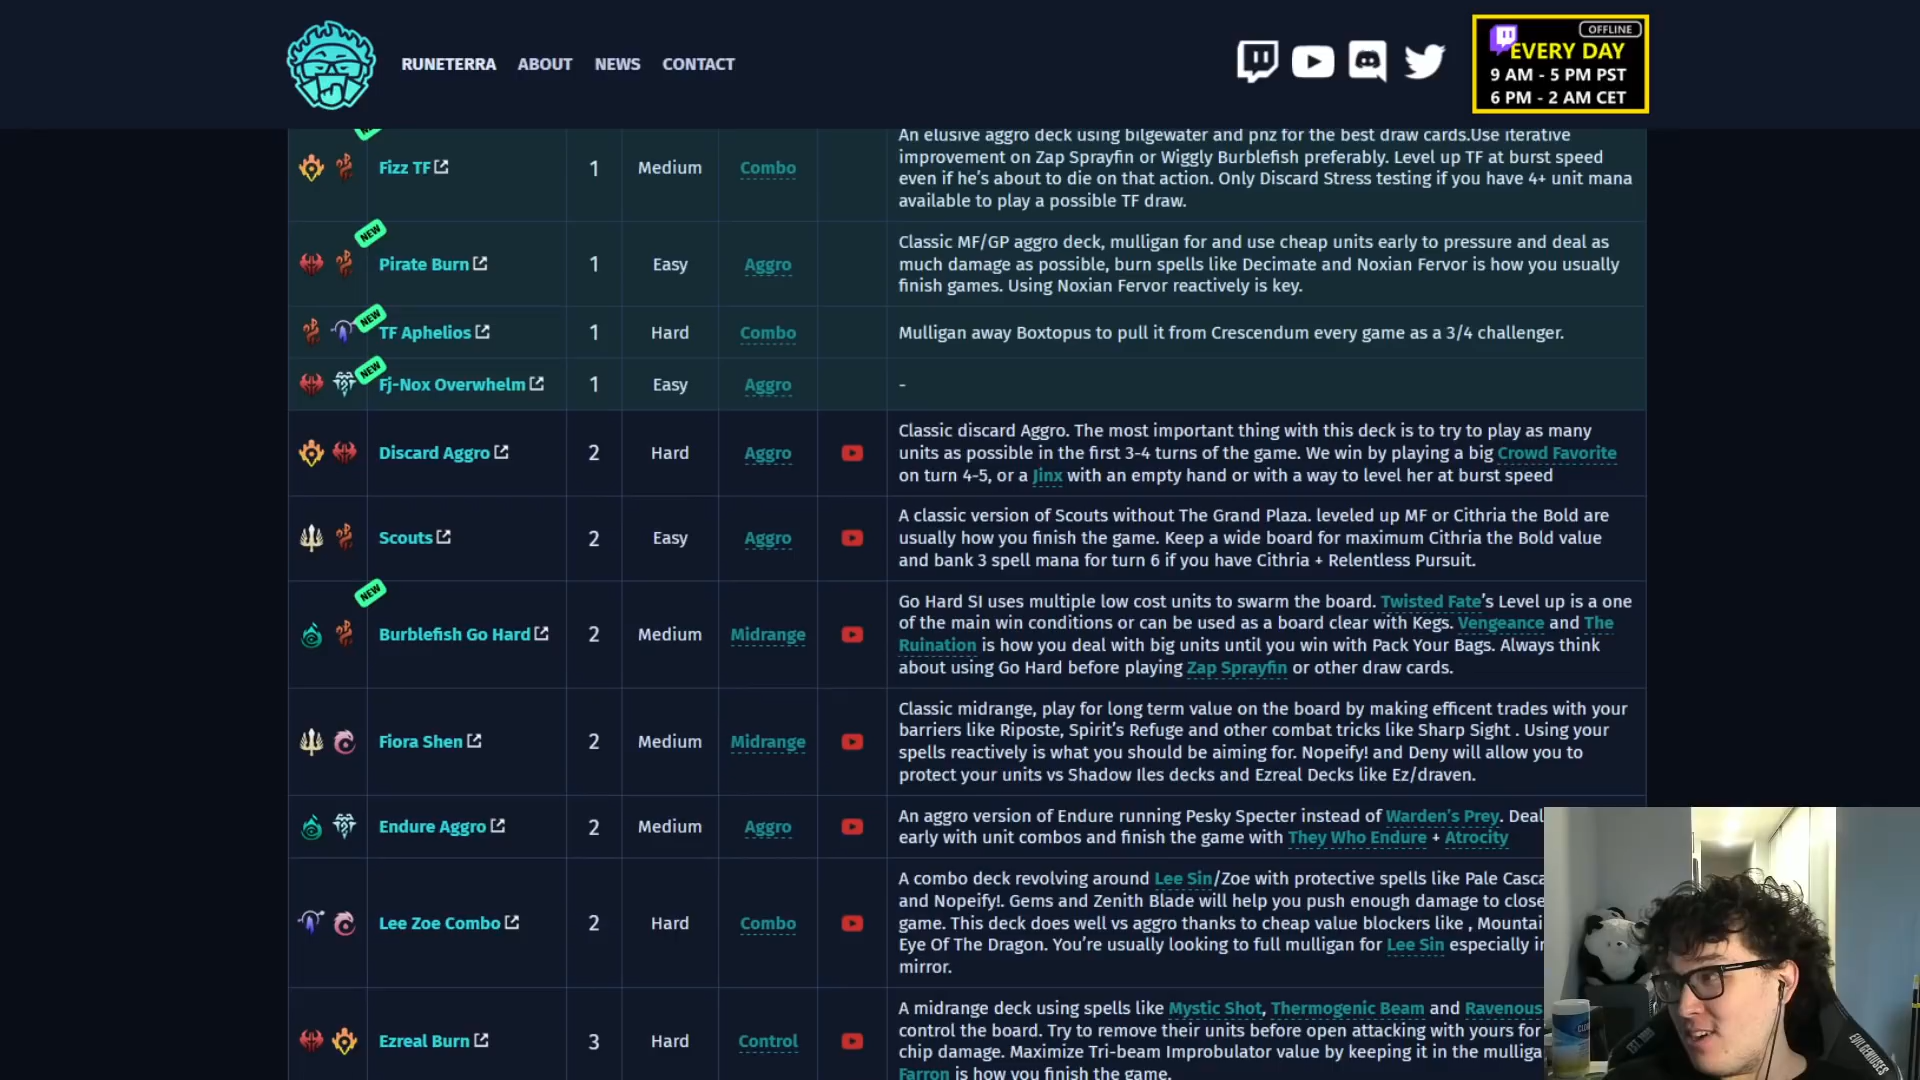 RUNETERRA ABOUT NEWS CONTACT
OFFLINE
EVERY DAY
9 AM - 5 PM PST
6 PM - 2 AM CET
Fizz TF 1 Medium Combo
An elusive aggro deck using bilgewater and pnz for the best draw cards.Use iterative
improvement on Zap Sprayfin or Wiggly Burblefish preferably. Level up TF at burst speed
even if he's about to die on that action. Only Discard Stress testing if you have 4+ unit mana
available to play a possible TF draw.
NEW
Pirate Burn 1 Easy Aggro
Classic MF/GP aggro deck, mulligan for and use cheap units early to pressure and deal as
much damage as possible, burn spells like Decimate and Noxian Fervor is how you usually
finish games. Using Noxian Fervor reactively is key.
NEW
TF Aphelios 1 Hard Combo
Mulligan away Boxtopus to pull it from Crescendum every game as a 3/4 challenger.
NEW
Fj-Nox Overwhelm 1 Easy Aggro
-
Discard Aggro 2 Hard Aggro
Classic discard Aggro. The most important thing with this deck is to try to play as many
units as possible in the first 3-4 turns of the game. We win by playing a big Crowd Favorite
on turn 4-5, or a Jinx with an empty hand or with a way to level her at burst speed
Scouts 2 Easy Aggro
A classic version of Scouts without The Grand Plaza. leveled up MF or Cithria the Bold are
usually how you finish the game. Keep a wide board for maximum Cithria the Bold value
and bank 3 spell mana for turn 6 if you have Cithria + Relentless Pursuit.
NEW
Burblefish Go Hard 2 Medium Midrange
Go Hard SI uses multiple low cost units to swarm the board. Twisted Fate's Level up is a one
of the main win conditions or can be used as a board clear with Kegs. Vengeance and The
Ruination is how you deal with big units until you win with Pack Your Bags. Always think
about using Go Hard before playing Zap Sprayfin or other draw cards.
Fiora Shen 2 Medium Midrange
Classic midrange, play for long term value on the board by making efficent trades with your
barriers like Riposte, Spirit's Refuge and other combat tricks like Sharp Sight . Using your
spells reactively is what you should be aiming for. Nopeify! and Deny will allow you to
protect your units vs Shadow Iles decks and Ezreal Decks like Ez/draven.
Endure Aggro 2 Medium Aggro
An aggro version of Endure running Pesky Specter instead of Warden's Prey. Deal
early with unit combos and finish the game with They Who Endure + Atrocity
Lee Zoe Combo 2 Hard Combo
A combo deck revolving around Lee Sin/Zoe with protective spells like Pale Casca
and Nopeify!. Gems and Zenith Blade will help you push enough damage to close
game. This deck does well vs aggro thanks to cheap value blockers like , Mountai
Eye Of The Dragon. You're usually looking to full mulligan for Lee Sin especially in
mirror.
Ezreal Burn 3 Hard Control
A midrange deck using spells like Mystic Shot, Thermogenic Beam and Ravenous
control the board. Try to remove their units before open attacking with yours for
chip damage. Maximize Tri-beam Improbulator value by keeping it in the mulliga
Farron is how you finish the game.
EVIL GENIUSES